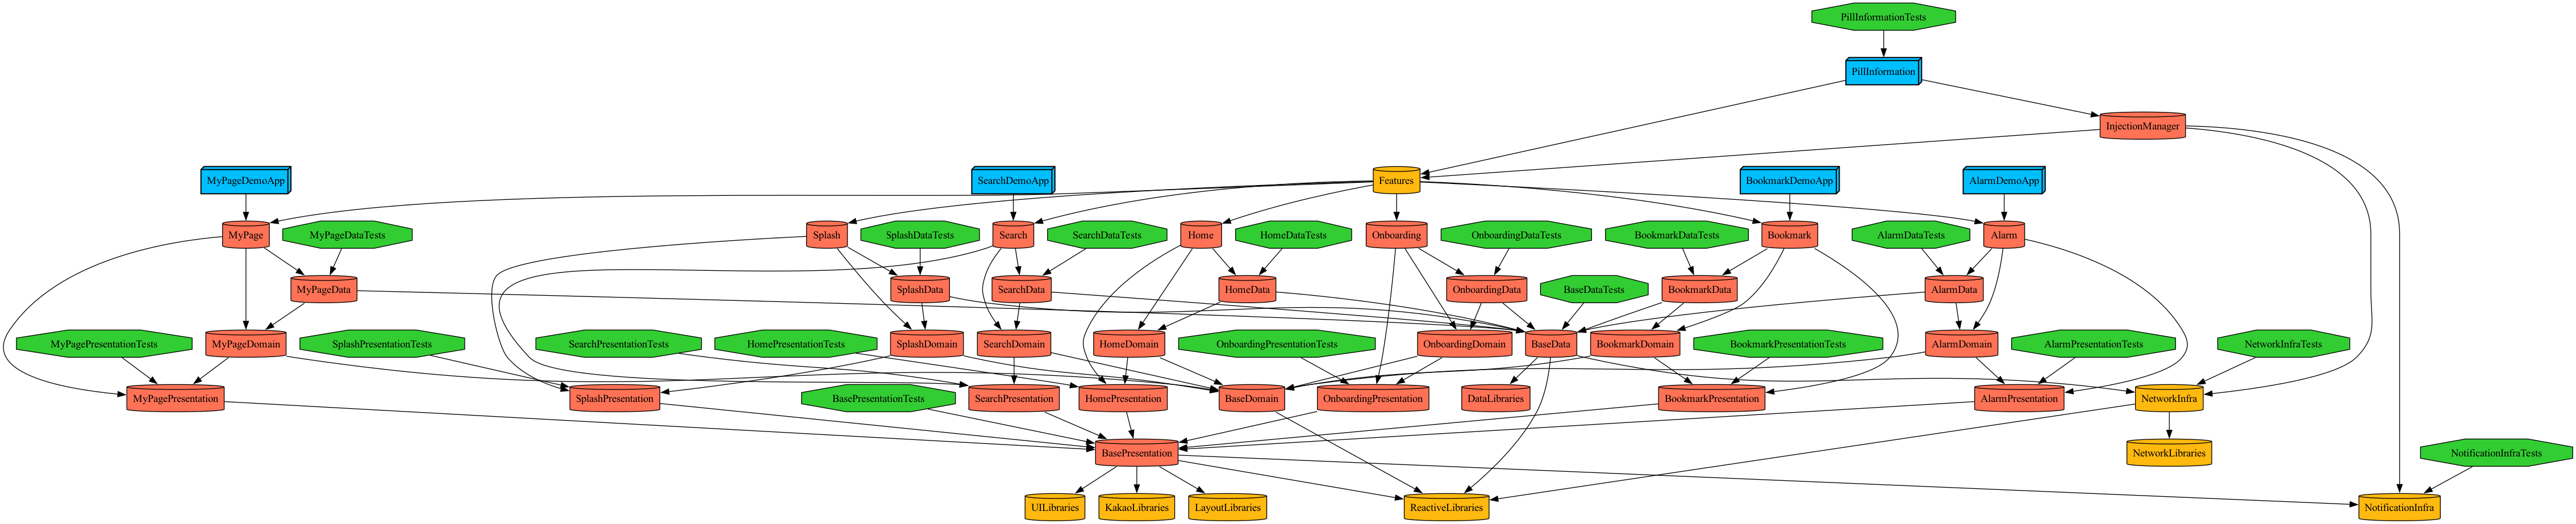 PillInformationTests
PillInformation
InjectionManager
MyPageDemoApp
SearchDemoApp
Features
BookmarkDemoApp
AlarmDemoApp
MyPage
MyPageDataTests
Splash
SplashDataTests
Search
SearchDataTests
Home
HomeDataTests
Onboarding
OnboardingDataTests
BookmarkDataTests
Bookmark
AlarmDataTests
Alarm
MyPageData
SplashData
SearchData
HomeData
OnboardingData
BaseDataTests
BookmarkData
AlarmData
MyPagePresentationTests
MyPageDomain
SplashPresentationTests
SearchPresentationTests
HomePresentationTests
SplashDomain
SearchDomain
HomeDomain
OnboardingPresentationTests
OnboardingDomain
BaseData
BookmarkDomain
BookmarkPresentationTests
AlarmDomain
AlarmPresentationTests
NetworkInfraTests
MyPagePresentation
SplashPresentation
BasePresentationTests
SearchPresentation
HomePresentation
BaseDomain
OnboardingPresentation
DataLibraries
BookmarkPresentation
AlarmPresentation
NetworkInfra
BasePresentation
NetworkLibraries
NotificationInfraTests
UILibraries
KakaoLibraries
LayoutLibraries
ReactiveLibraries
NotificationInfra